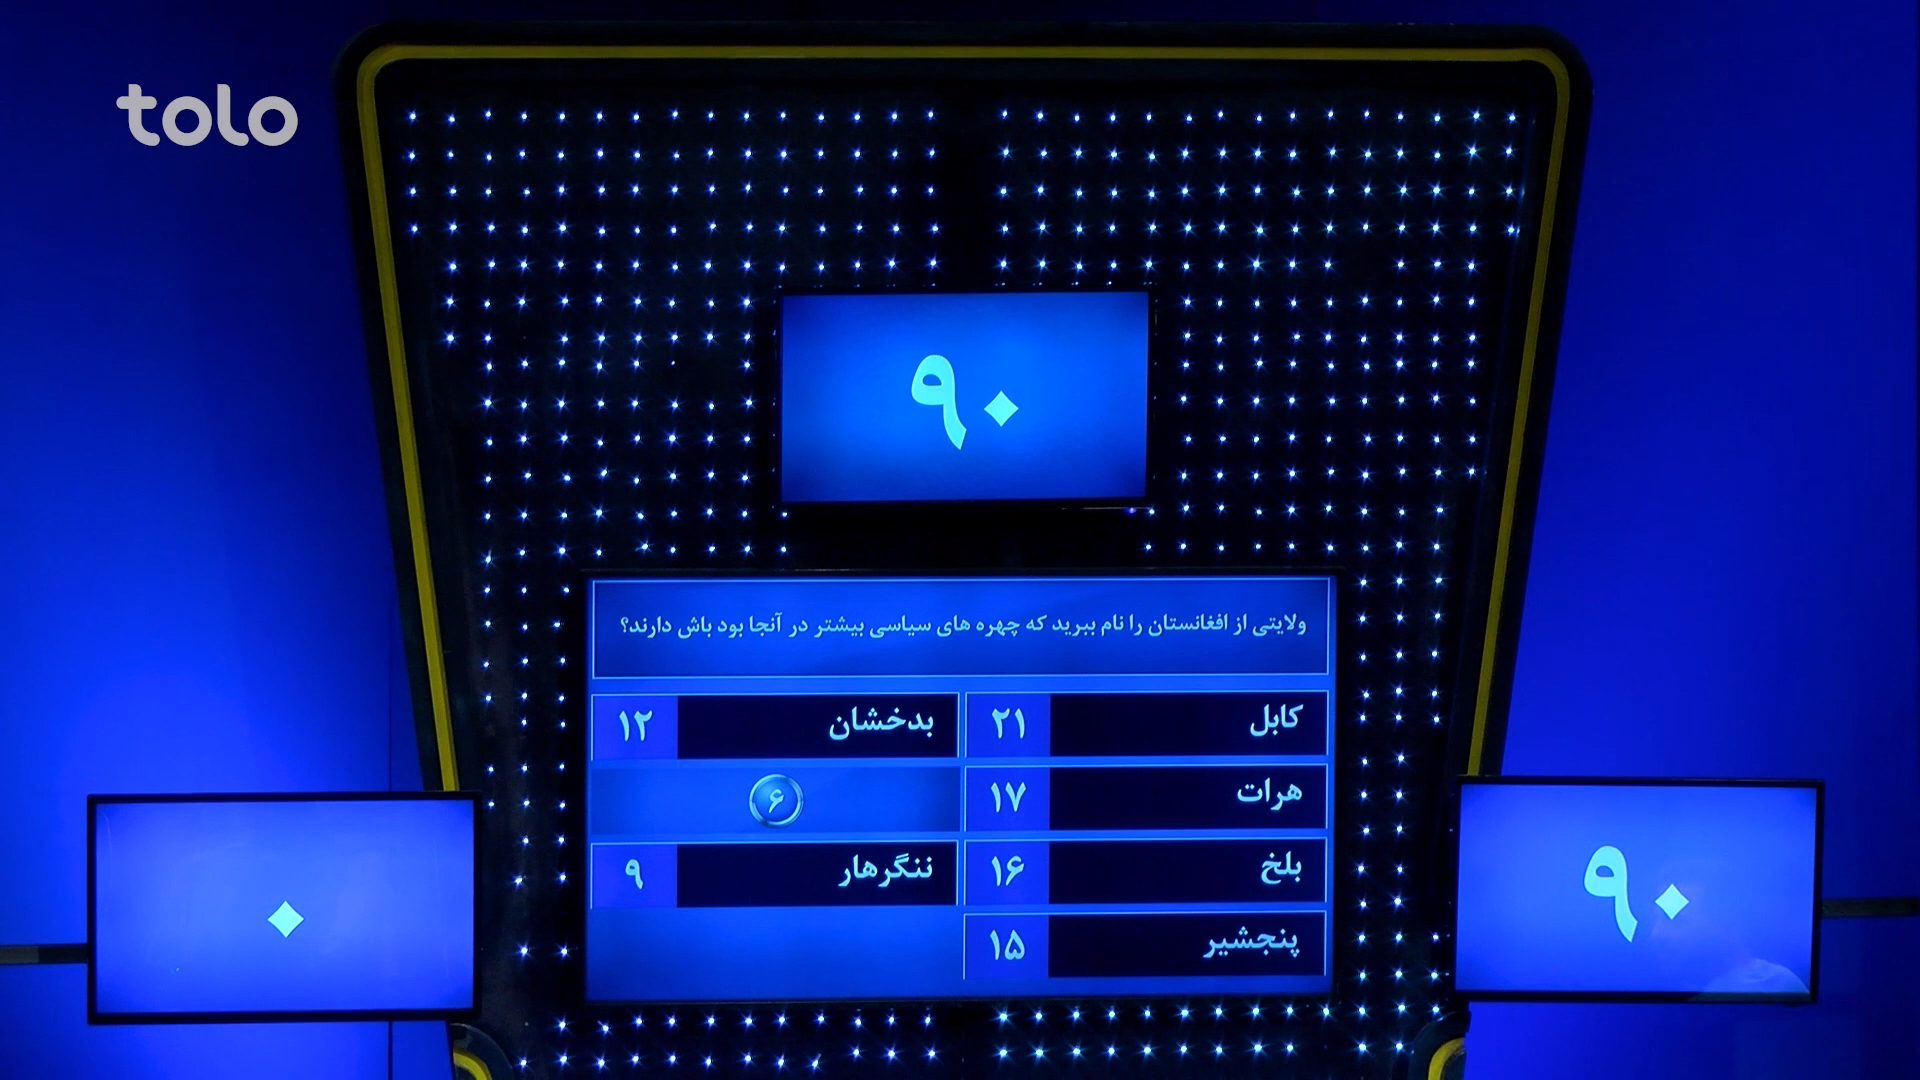 tolo
۹۰
ولایتی از افغانستان را نام ببرید که چهره های سیاسی بیشتر در آنجا بود باش دارند؟
کابل ۲۱
هرات ۱۷
بلخ ۱۶
پنجشیر ۱۵
بدخشان ۱۲
۶
ننگرهار ۹
۹۰
۰